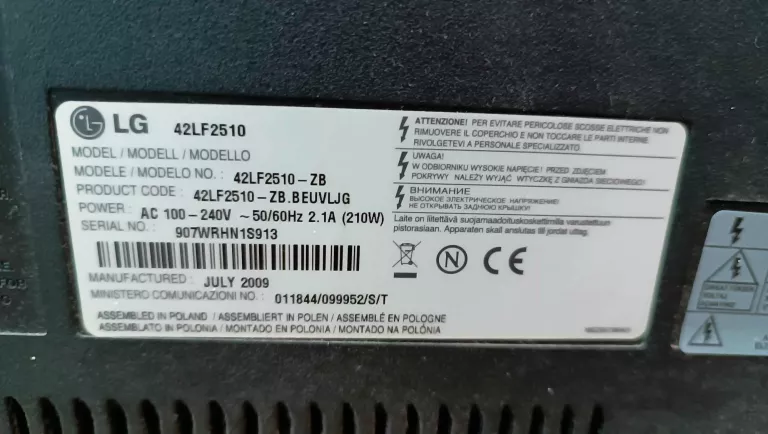 LG 42LF2510
MODEL / MODELL / MODELLO
MODELE / MODELO NO. : 42LF2510-ZB
PRODUCT CODE : 42LF2510-ZB.BEUVLJG
POWER: AC 100-240V ~50/60Hz 2.1A (210W)
SERIAL NO. : 907WRHN1S913
MANUFACTURED : JULY 2009
MINISTERO COMUNICAZIONI NO. : 011844/099952/S/T
ASSEMBLED IN POLAND / ASSEMBLIERT IN POLEN / ASSEMBLÉ EN POLOGNE
ASSEMBLATO IN POLONIA / MONTADO EN POLONIA / MONTADO NA POLÓNIA
ATTENZIONE! PER EVITARE PERICOLOSE SCOSSE ELETTRICHE NON
RIMUOVERE IL COPERCHIO E NON TOCCARE LE PARTI INTERNE.
RIVOLGETEVI A PERSONALE SPECIALIZZATO.
UWAGA!
W ODBIORNIKU WYSOKIE NAPIĘCIE! PRZED ZDJĘCIEM
POKRYWY NALEŻY WYJĄĆ WTYCZKĘ Z GNIAZDA SIECIOWEGO!
ВНИМАНИЕ
ВЫСОКОЕ ЭЛЕКТРИЧЕСКОЕ НАПРЯЖЕНИЕ!
НЕ ОТКРЫВАТЬ ЗАДНЮЮ КРЫШКУ!
Laite on liitettävä suojamaadoituskoskettimilla varustettuun
pistorasiaan. Apparaten skall anslutas till jordat uttag.
N CE